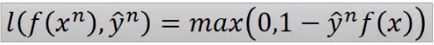 l(f(xⁿ), ŷⁿ) = max(0,1 − ŷⁿf(x))